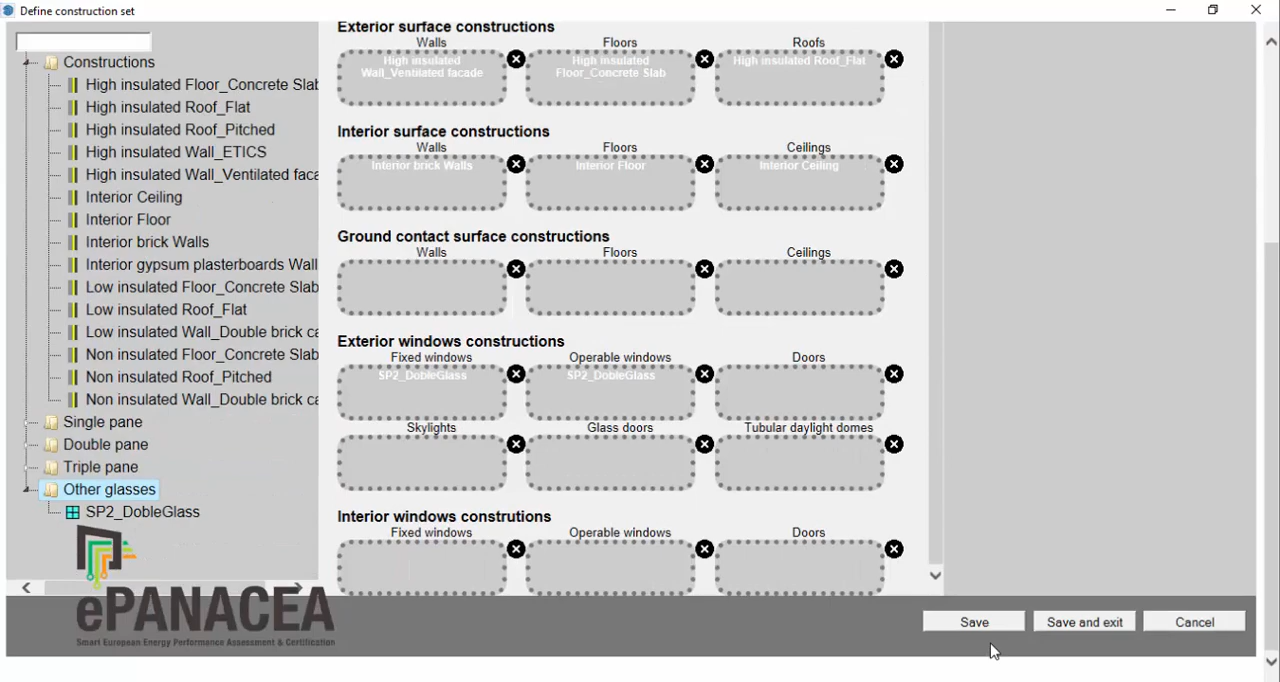 Define construction set
Constructions
High insulated Floor_Concrete Slab
High insulated Roof_Flat
High insulated Roof_Pitched
High insulated Wall_ETICS
High insulated Wall_Ventilated faca
Interior Ceiling
Interior Floor
Interior brick Walls
Interior gypsum plasterboards Wall
Low insulated Floor_Concrete Slab
Low insulated Roof_Flat
Low insulated Wall_Double brick ca
Non insulated Floor_Concrete Slab
Non insulated Roof_Pitched
Non insulated Wall_Double brick ca
Single pane
Double pane
Triple pane
Other glasses
SP2_DobleGlass
ePANACEA
Smart European Energy Performance Assessment & Certification
Exterior surface constructions
Walls Floors Roofs
High insulated High insulated High insulated Roof_Flat
Wall_Ventilated facade Floor_Concrete Slab
Interior surface constructions
Walls Floors Ceilings
Interior brick Walls Interior Floor Interior Ceiling
Ground contact surface constructions
Walls Floors Ceilings
Exterior windows constructions
Fixed windows Operable windows Doors
SP2_DobleGlass SP2_DobleGlass
Skylights Glass doors Tubular daylight domes
Interior windows construtions
Fixed windows Operable windows Doors
Save Save and exit Cancel